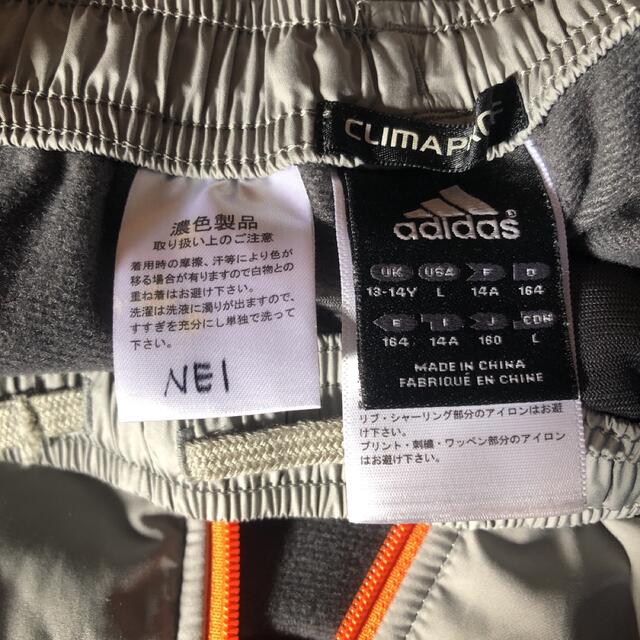 CLIMAPROOF
濃色製品
取り扱い上のご注意
着用時の摩擦、汗等により色が
移る場合が有りますので白物との
重ね着はお避け下さい。
洗濯は洗液に濁りが出ますので、
すすぎを充分にし単独で洗って
下さい。
NEI
adidas
UK USA F D
13-14Y L 14A 164
E I J CDN
164 14A 160 L
MADE IN CHINA
FABRIQUÉ EN CHINE
リブ・シャーリング部分のアイロンはお避
け下さい。
プリント・刺繍・ワッペン部分のアイロン
はお避け下さい。